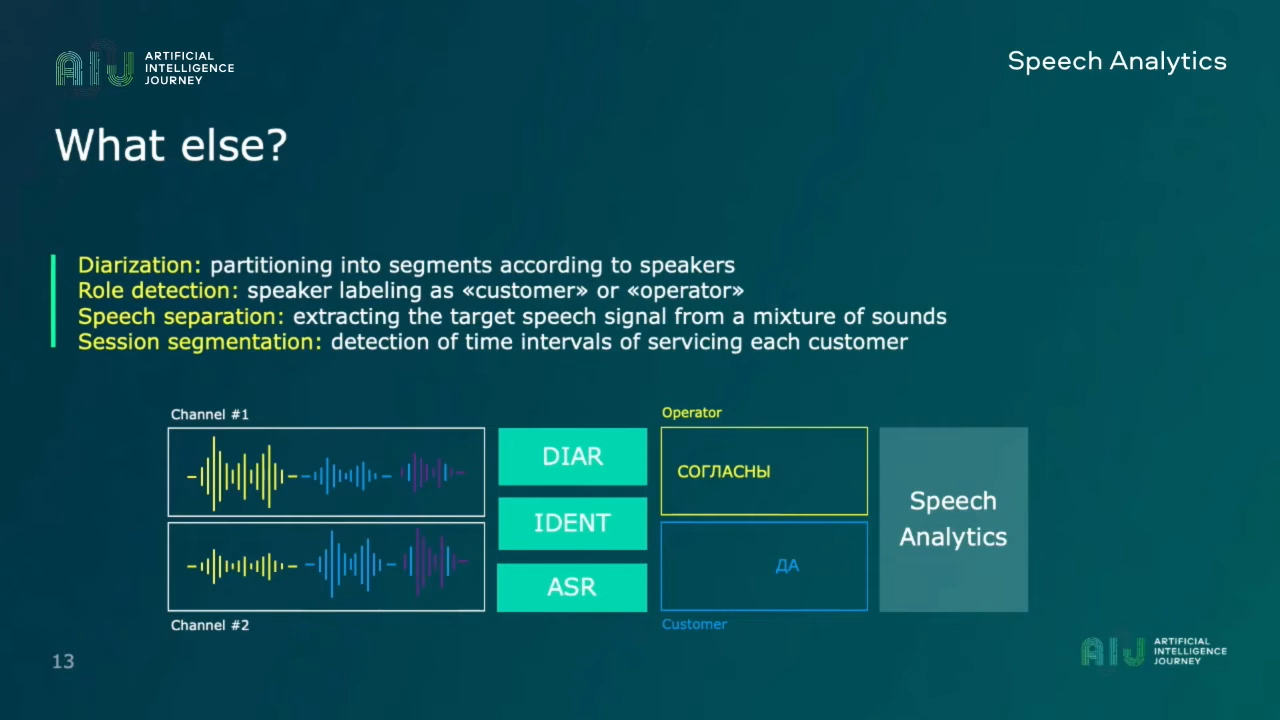 ARTIFICIAL
INTELLIGENCE
JOURNEY
Speech Analytics
What else?
Diarization: partitioning into segments according to speakers
Role detection: speaker labeling as «customer» or «operator»
Speech separation: extracting the target speech signal from a mixture of sounds
Session segmentation: detection of time intervals of servicing each customer
Channel #1
Channel #2
DIAR
IDENT
ASR
Operator
СОГЛАСНЫ
ДА
Customer
Speech
Analytics
13
AIJ
ARTIFICIAL
INTELLIGENCE
JOURNEY